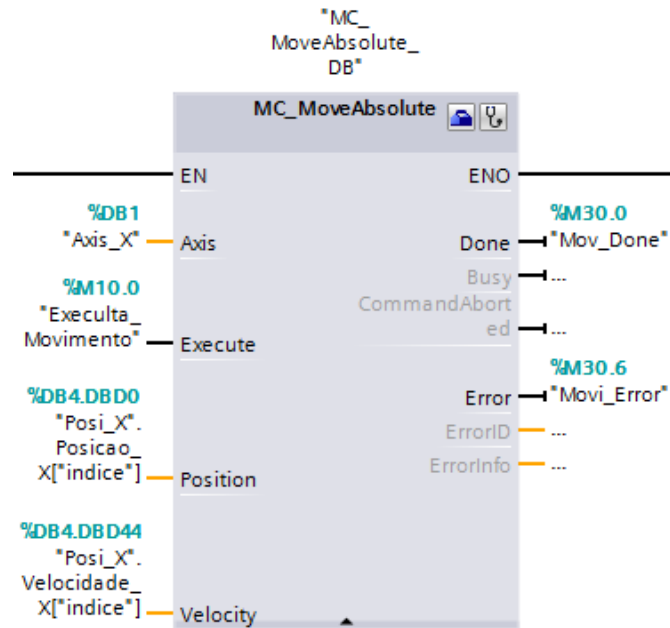 "MC_
MoveAbsolute_
DB"
MC_MoveAbsolute
EN
ENO
%DB1
"Axis_X"
Axis
%M30.0
Done
"Mov_Done"
Busy
...
%M10.0
"Execulta_
Movimento"
Execute
CommandAbort
ed
...
%M30.6
Error
"Movi_Error"
%DB4.DBD0
"Posi_X".
Posicao_
X["indice"]
Position
ErrorID
...
ErrorInfo
...
%DB4.DBD44
"Posi_X".
Velocidade_
X["indice"]
Velocity